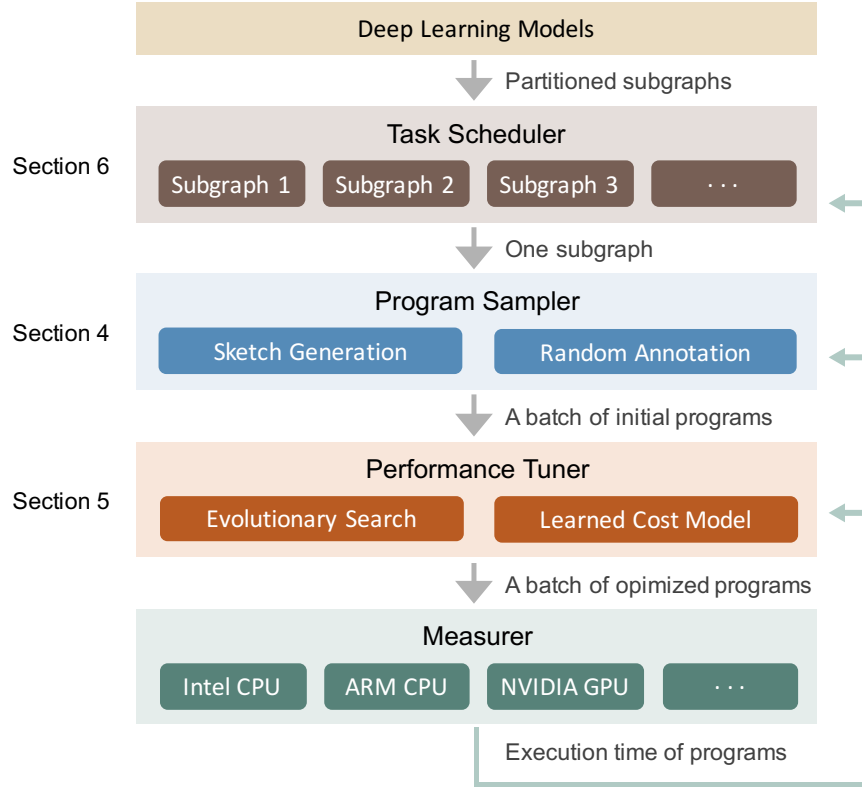 Deep Learning Models
Partitioned subgraphs
Section 6
Task Scheduler
Subgraph 1 Subgraph 2 Subgraph 3 · · ·
One subgraph
Section 4
Program Sampler
Sketch Generation Random Annotation
A batch of initial programs
Section 5
Performance Tuner
Evolutionary Search Learned Cost Model
A batch of opimized programs
Measurer
Intel CPU ARM CPU NVIDIA GPU · · ·
Execution time of programs